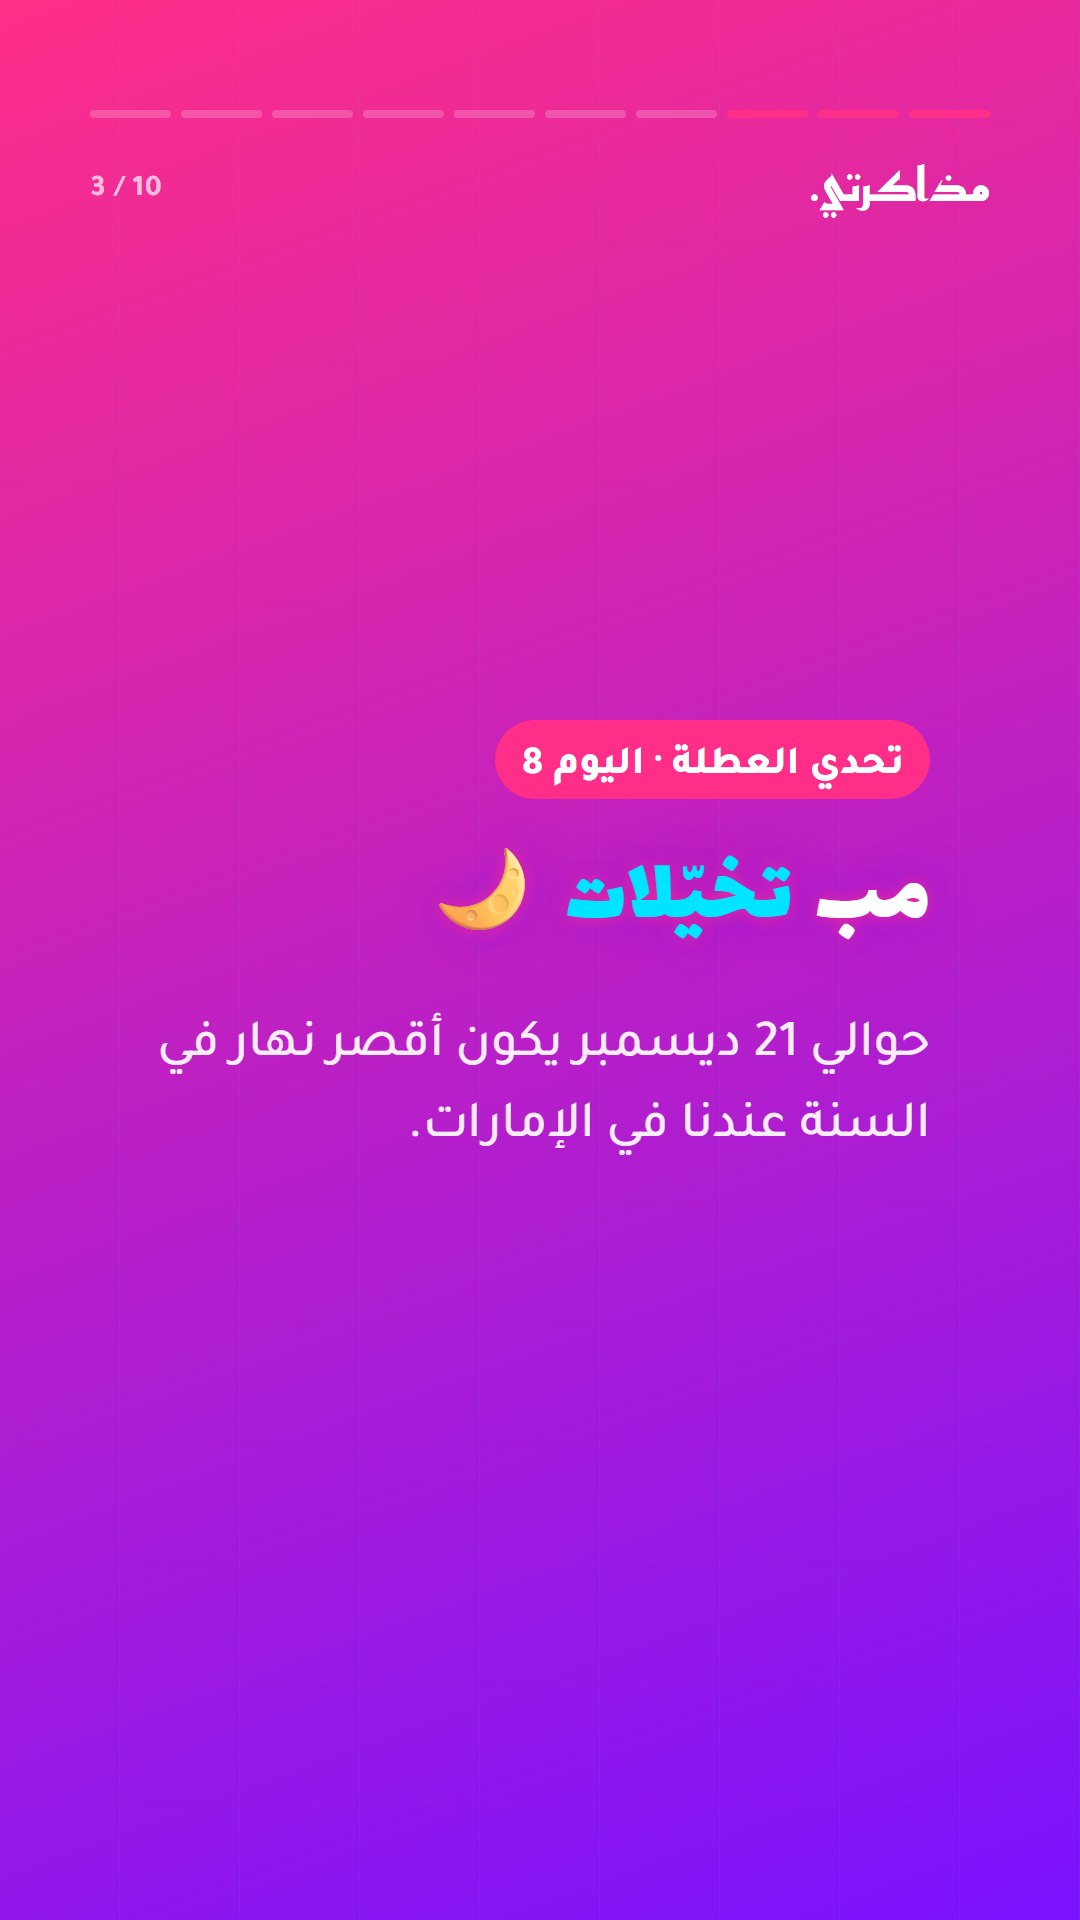 مذاكرتي.
3 / 10
تحدي العطلة · اليوم 8
مب تخيّلات 🌙
حوالي 21 ديسمبر يكون أقصر نهار في
السنة عندنا في الإمارات.